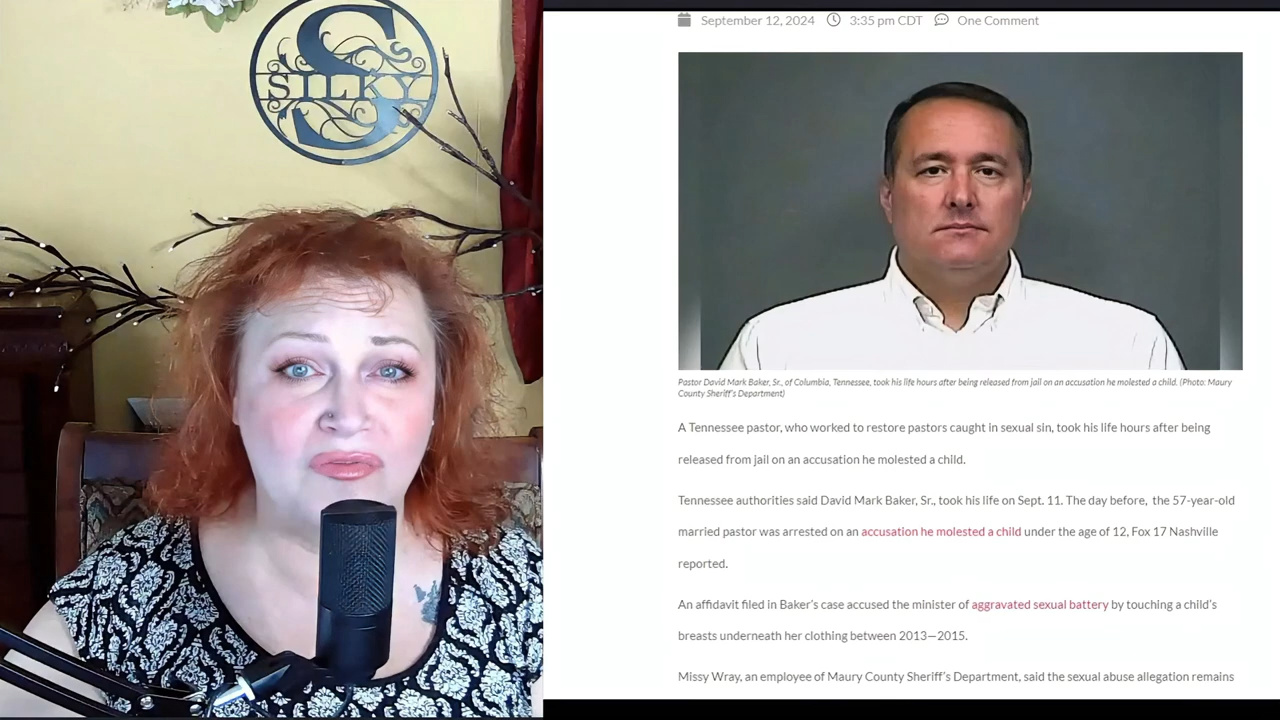 S
SILKY
September 12, 2024 3:35 pm CDT One Comment
Pastor David Mark Baker, Sr., of Columbia, Tennessee, took his life hours after being released from jail on an accusation he molested a child. (Photo: Maury
County Sheriff's Department)
A Tennessee pastor, who worked to restore pastors caught in sexual sin, took his life hours after being
released from jail on an accusation he molested a child.
Tennessee authorities said David Mark Baker, Sr., took his life on Sept. 11. The day before, the 57-year-old
married pastor was arrested on an accusation he molested a child under the age of 12, Fox 17 Nashville
reported.
An affidavit filed in Baker's case accused the minister of aggravated sexual battery by touching a child's
breasts underneath her clothing between 2013—2015.
Missy Wray, an employee of Maury County Sheriff's Department, said the sexual abuse allegation remains